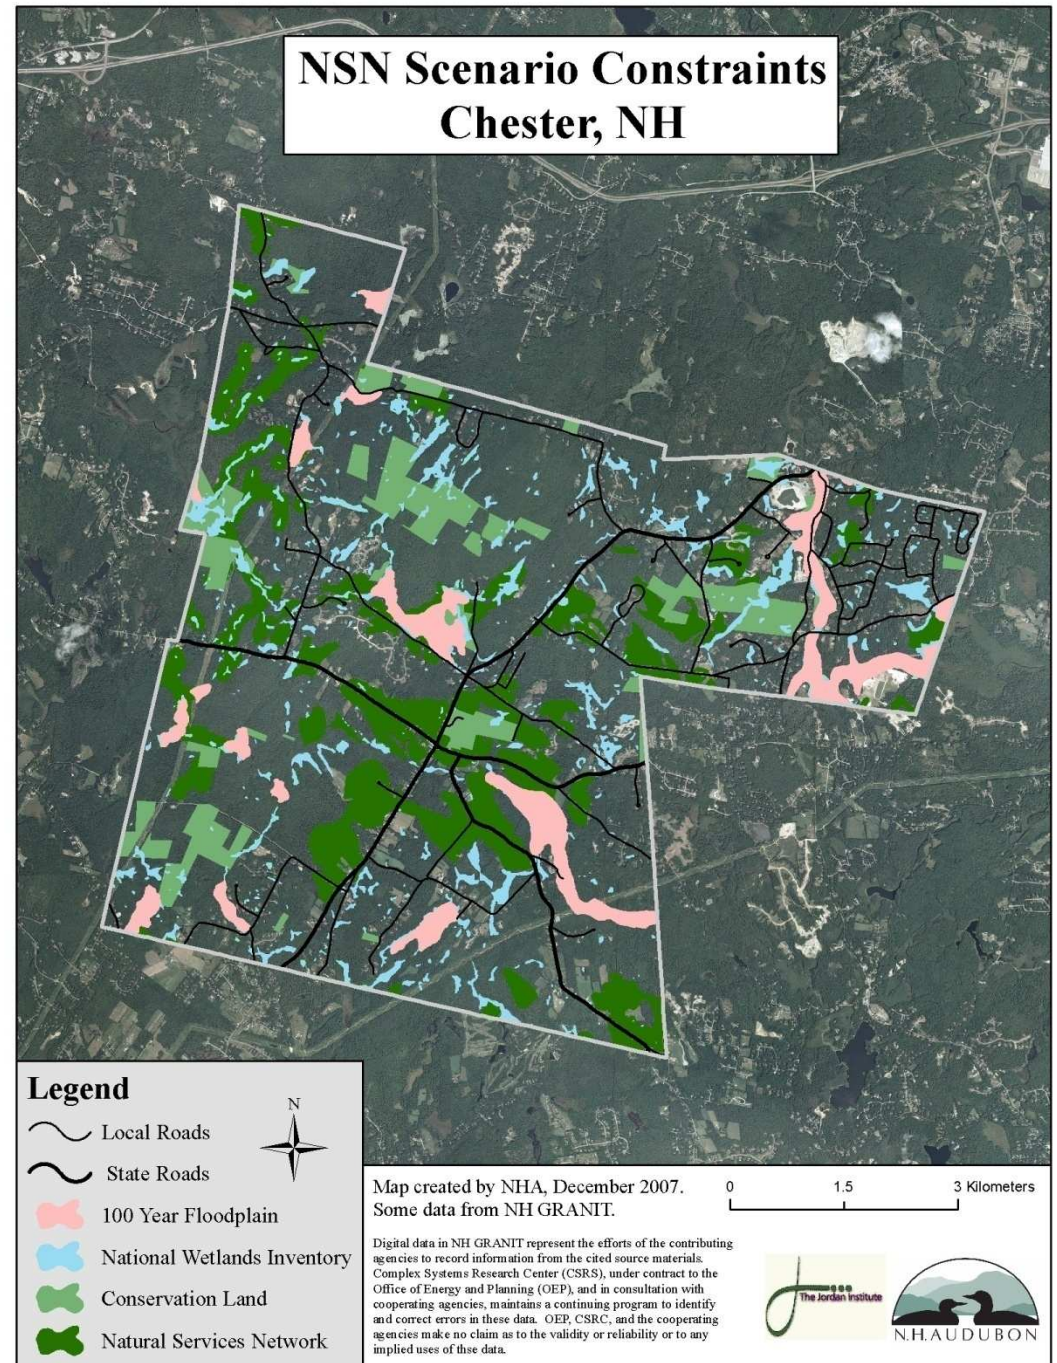 NSN Scenario Constraints
Chester, NH
Legend
N
Local Roads
State Roads
100 Year Floodplain
National Wetlands Inventory
Conservation Land
Natural Services Network
Map created by NHA, December 2007.
Some data from NH GRANIT.
0 1.5 3 Kilometers
Digital data in NH GRANIT represent the efforts of the contributing
agencies to record information from the cited source materials.
Complex Systems Research Center (CSRS), under contract to the
Office of Energy and Planning (OEP), and in consultation with
cooperating agencies, maintains a continuing program to identify
and correct errors in these data. OEP, CSRC, and the cooperating
agencies make no claim as to the validity or reliability or to any
implied uses of thse data.
The Jordan Institute
N.H.AUDUBON